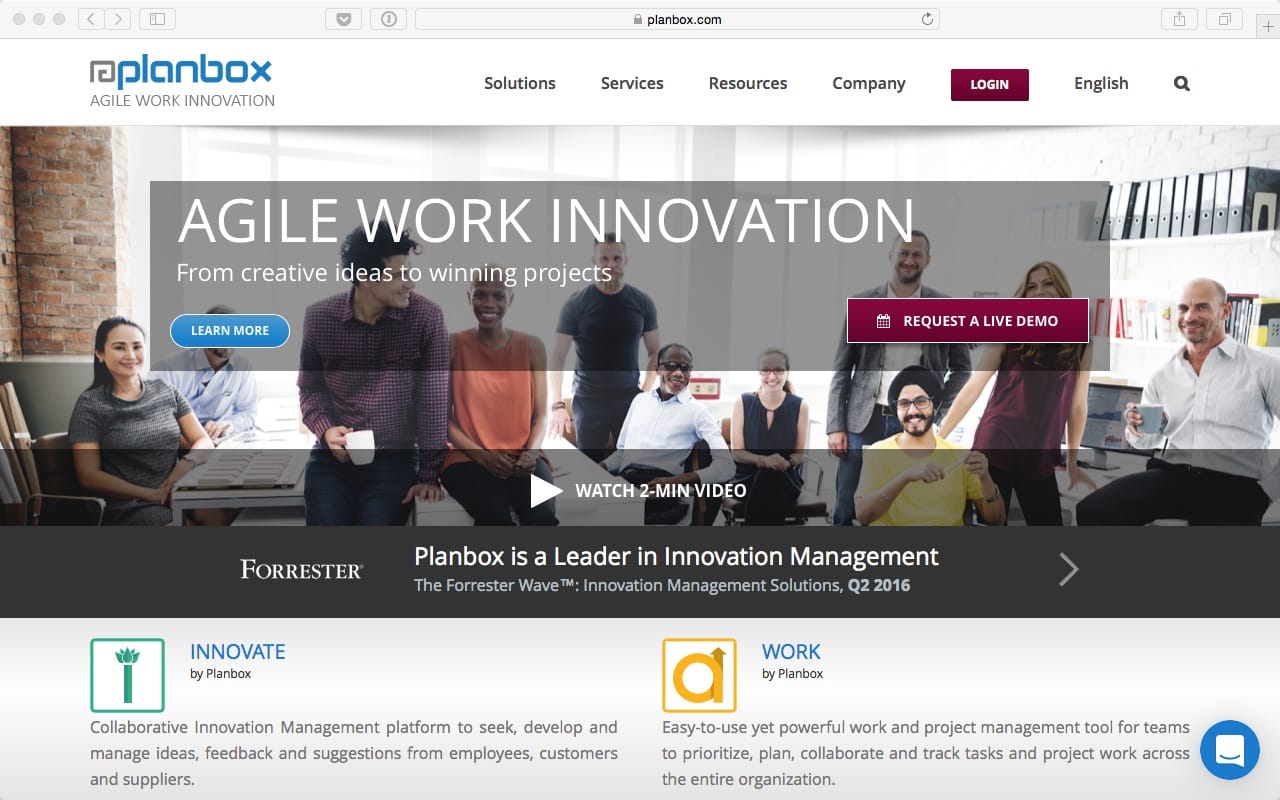 planbox.com
planbox
AGILE WORK INNOVATION
Solutions
Services
Resources
Company
LOGIN
English
AGILE WORK INNOVATION
From creative ideas to winning projects
LEARN MORE
REQUEST A LIVE DEMO
WATCH 2-MIN VIDEO
FORRESTER®
Planbox is a Leader in Innovation Management
The Forrester Wave™: Innovation Management Solutions, Q2 2016
INNOVATE
by Planbox
Collaborative Innovation Management platform to seek, develop and
manage ideas, feedback and suggestions from employees, customers
and suppliers.
WORK
by Planbox
Easy-to-use yet powerful work and project management tool for teams
to prioritize, plan, collaborate and track tasks and project work across
the entire organization.